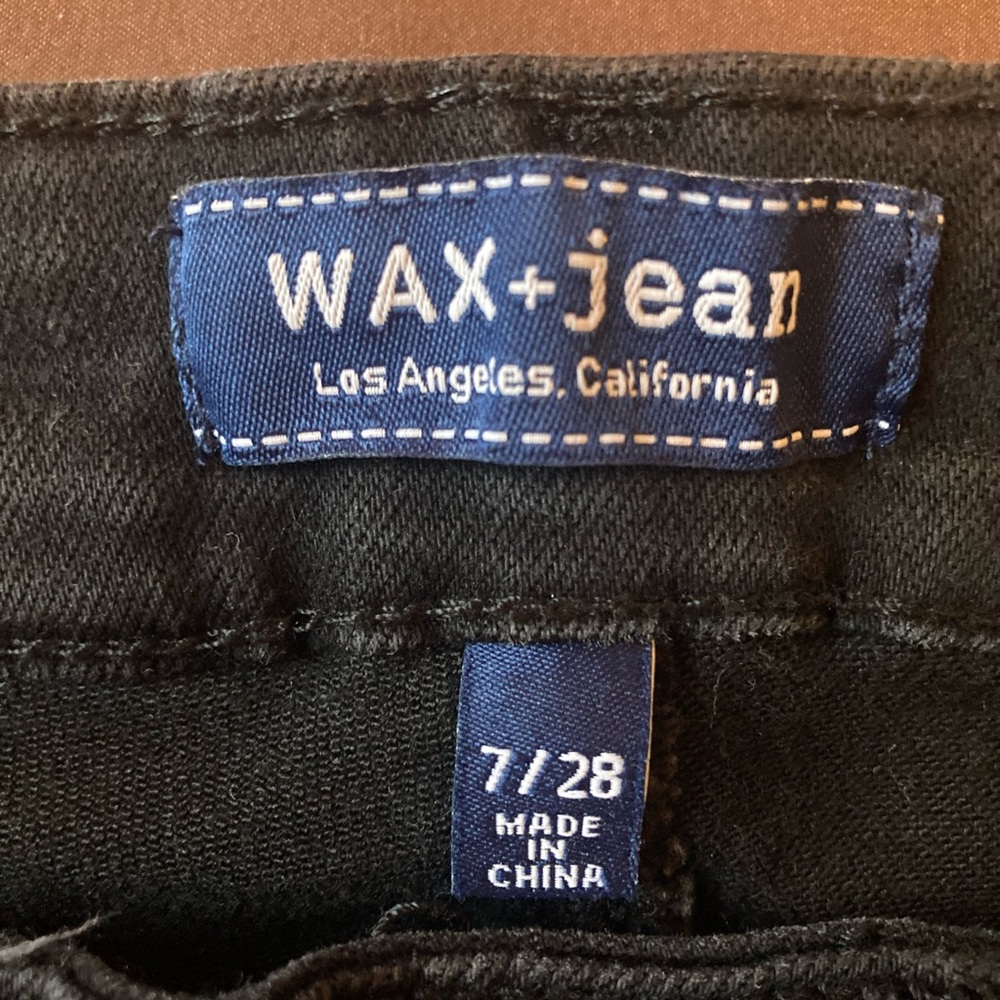 WAX+jean
Los Angeles, California
7/28
MADE
IN
CHINA